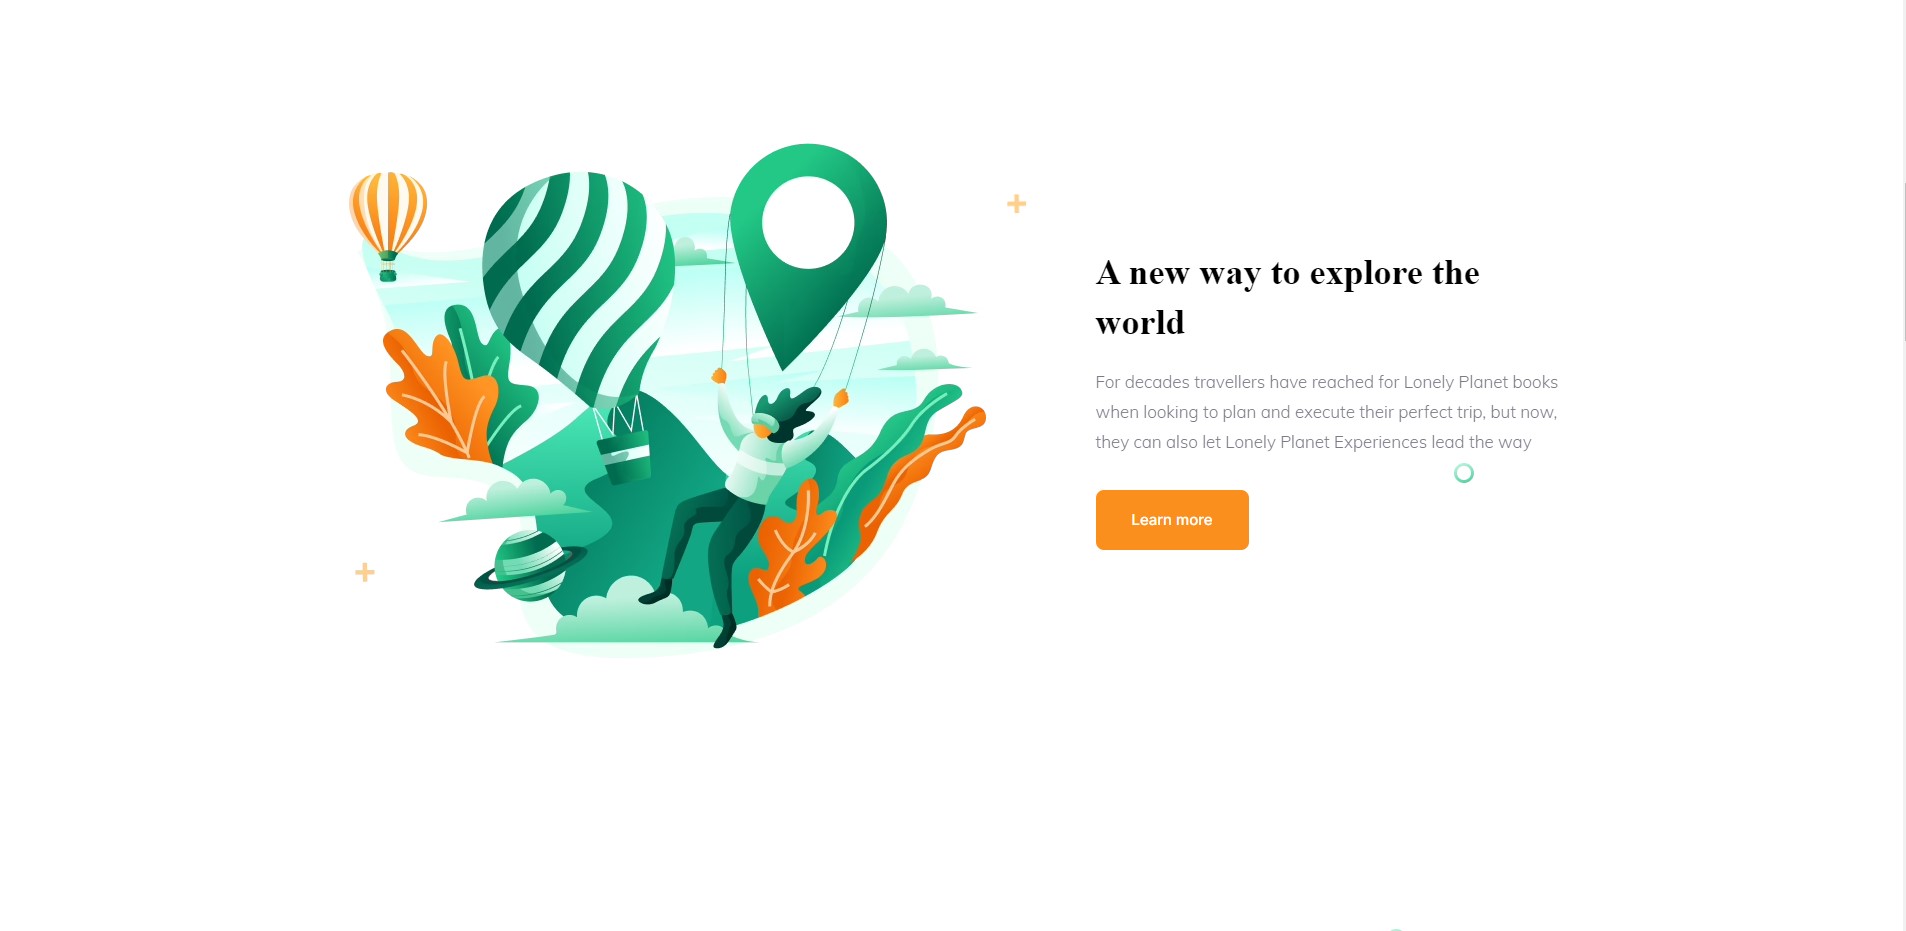 A new way to explore the
world
For decades travellers have reached for Lonely Planet books
when looking to plan and execute their perfect trip, but now,
they can also let Lonely Planet Experiences lead the way
Learn more